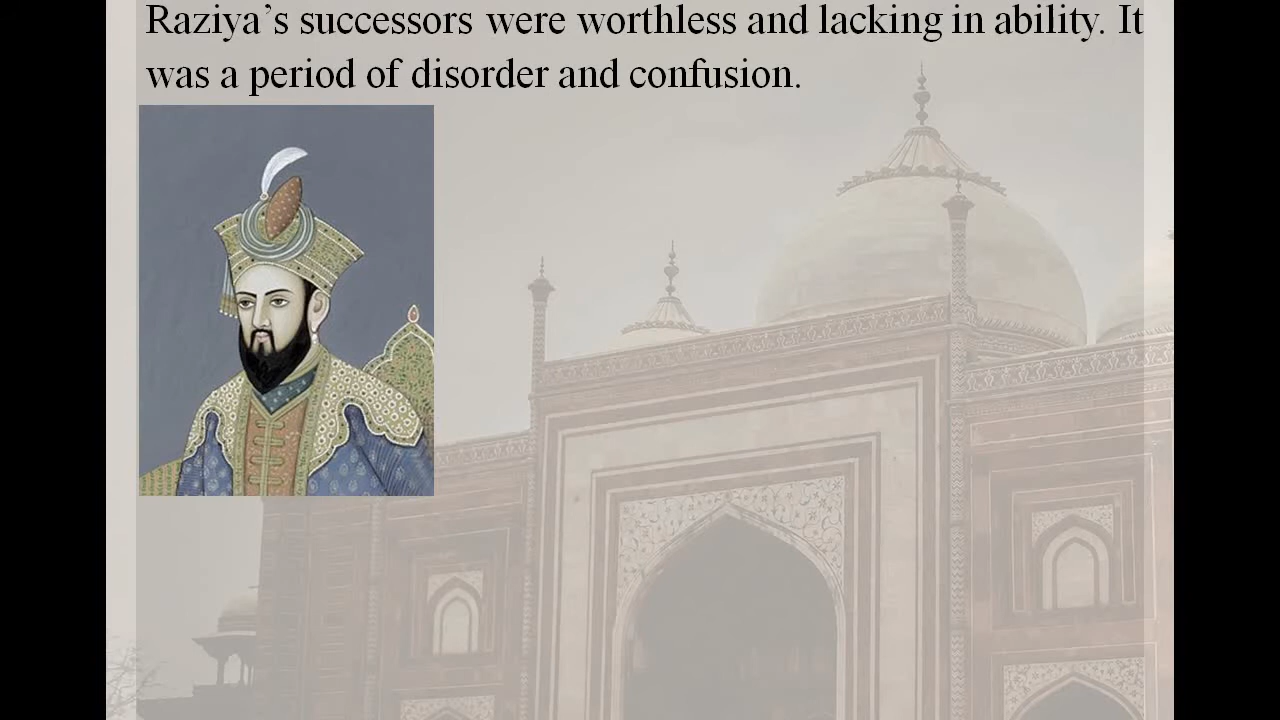 Raziya’s successors were worthless and lacking in ability. It
was a period of disorder and confusion.